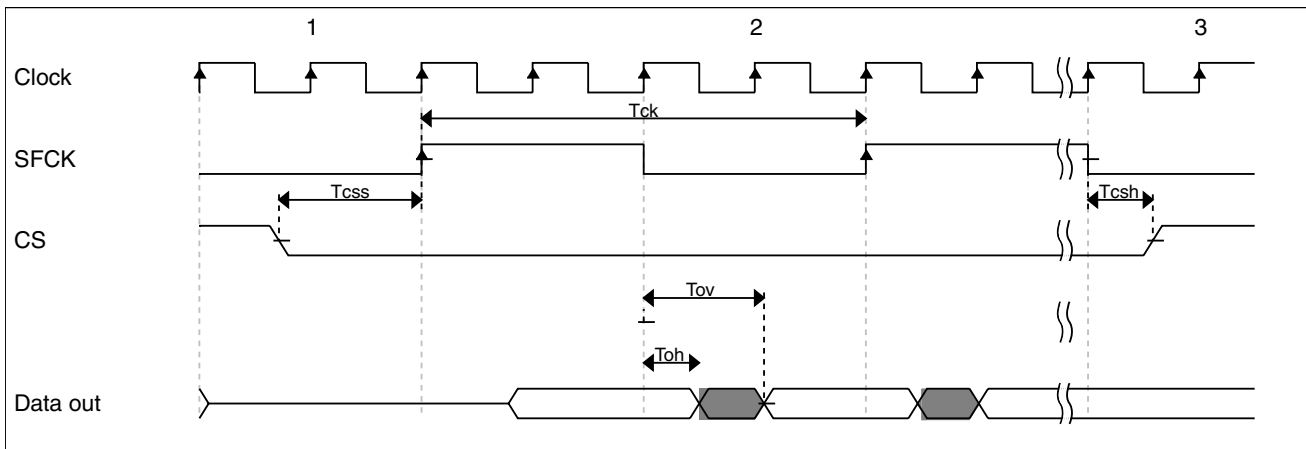 1 2 3
Clock
Tck
SFCK
Tcss Tcsh
CS
Tov
Toh
Data out